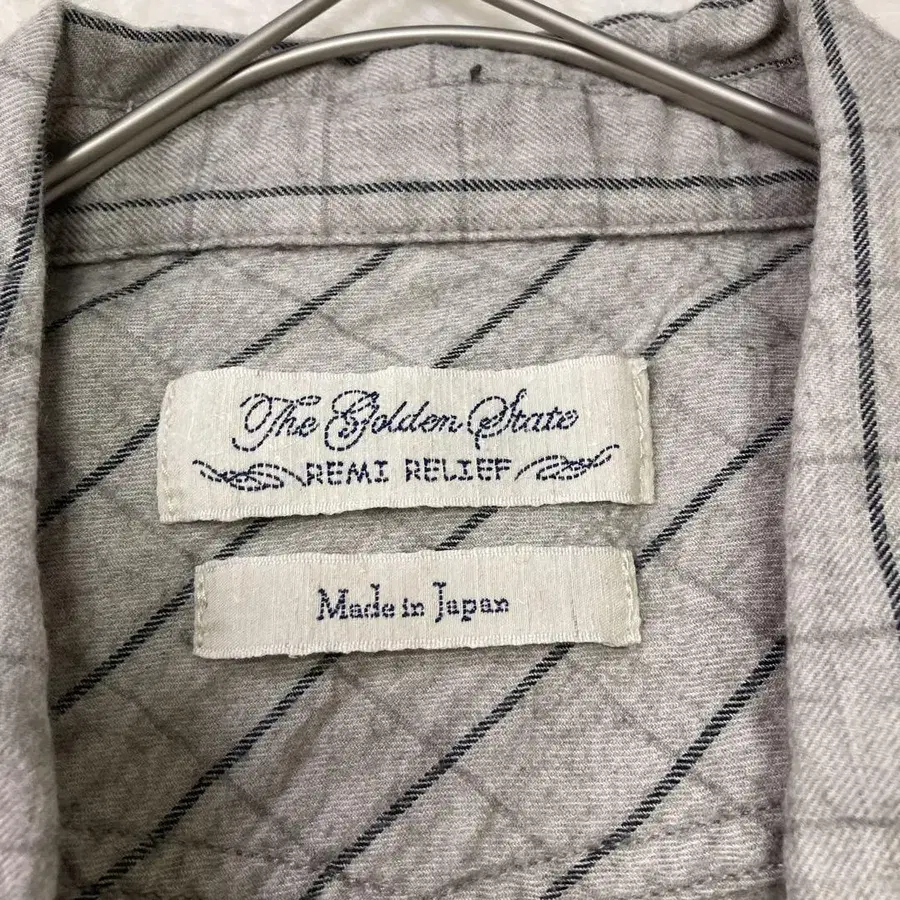 The Golden State
REMI RELIEF
Made in Japan